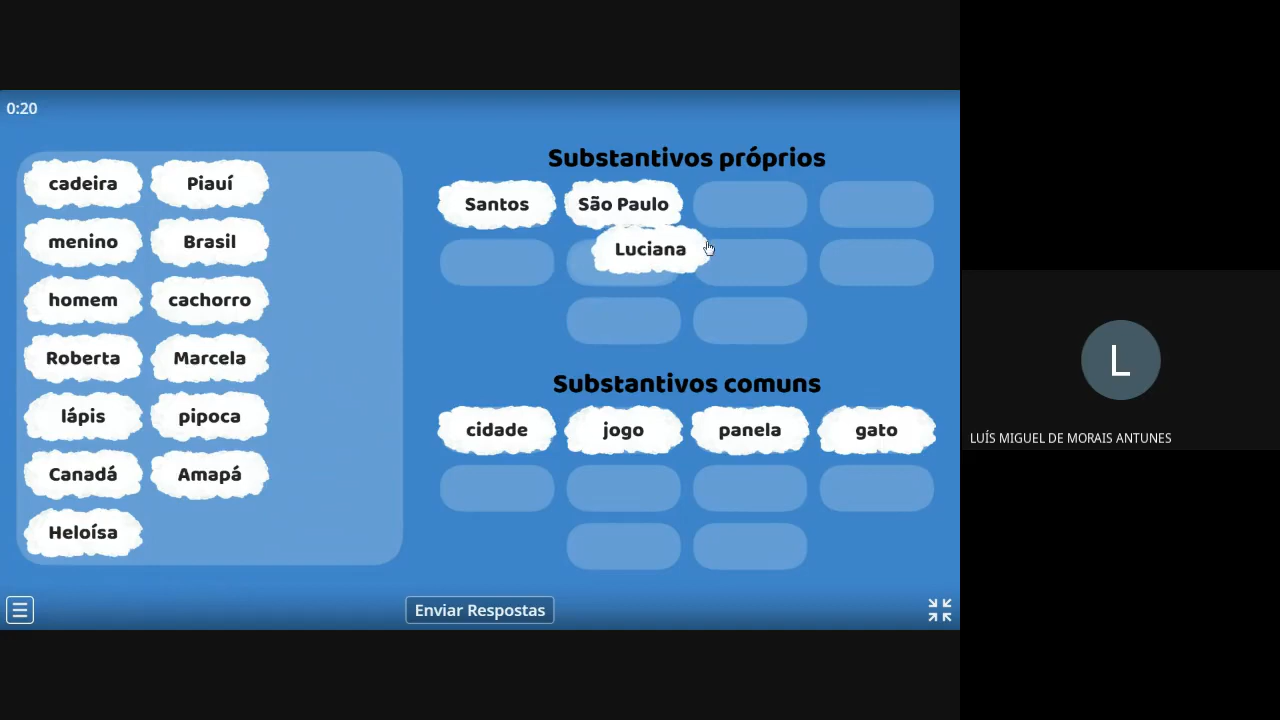 0:20
cadeira
Piauí
menino
Brasil
homem
cachorro
Roberta
Marcela
lápis
pipoca
Canadá
Amapá
Heloísa
Substantivos próprios
Santos
São Paulo
Luciana
Substantivos comuns
cidade
jogo
panela
gato
Enviar Respostas
L
LUÍS MIGUEL DE MORAIS ANTUNES